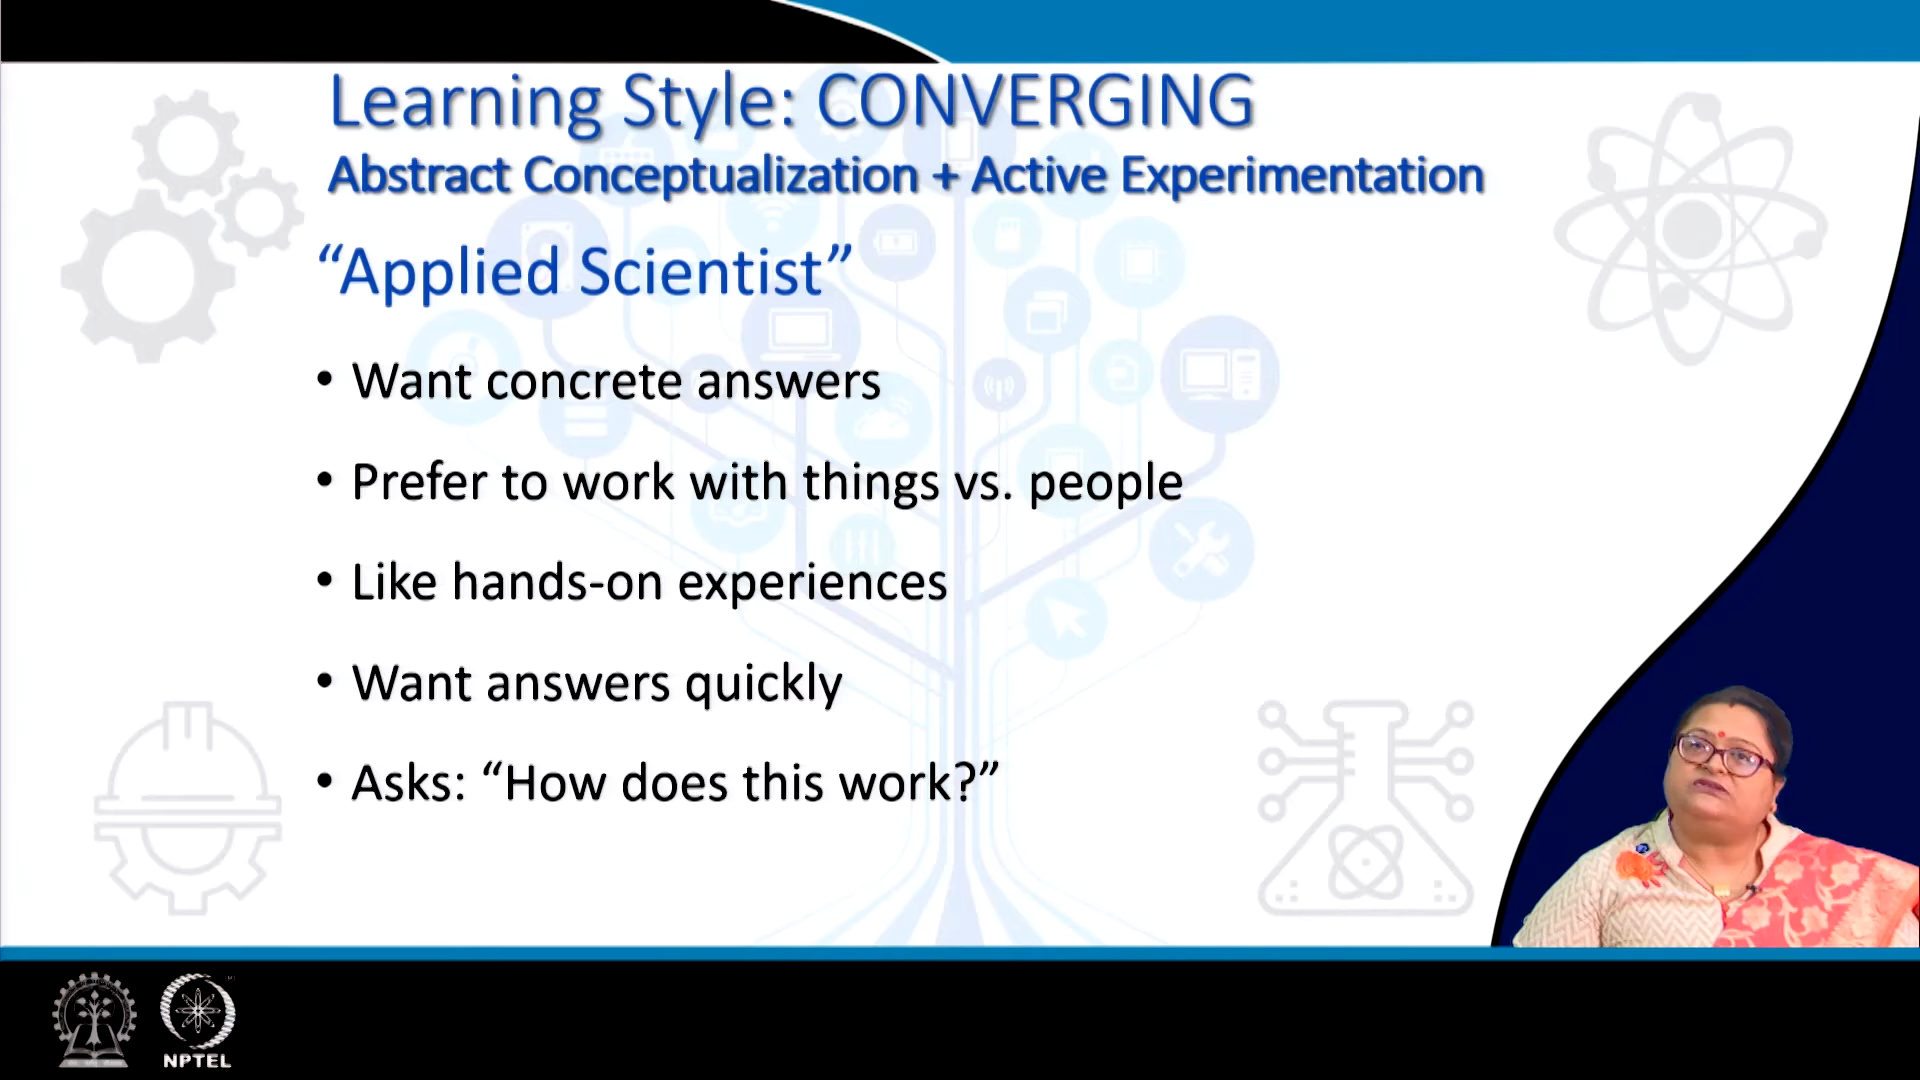 Learning Style: CONVERGING
Abstract Conceptualization + Active Experimentation
“Applied Scientist”
• Want concrete answers
• Prefer to work with things vs. people
• Like hands-on experiences
• Want answers quickly
• Asks: “How does this work?”
NPTEL